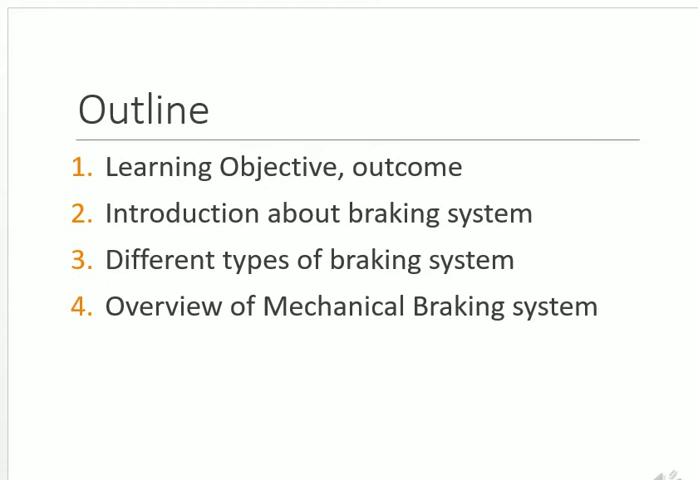 Outline
1. Learning Objective, outcome
2. Introduction about braking system
3. Different types of braking system
4. Overview of Mechanical Braking system